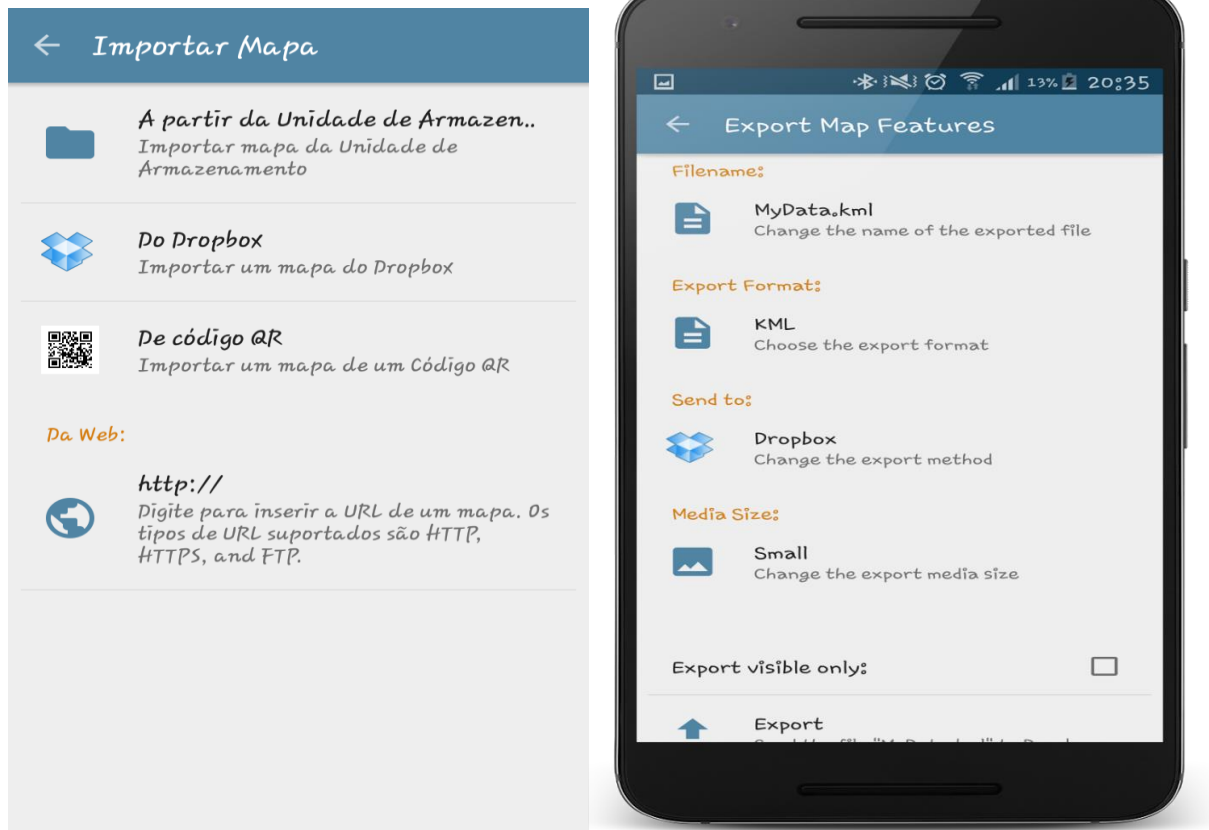 Importar Mapa
A partir da Unidade de Armazen..
Importar mapa da Unidade de
Armazenamento
Do Dropbox
Importar um mapa do Dropbox
De código QR
Importar um mapa de um Código QR
Da Web:
http://
Digite para inserir a URL de um mapa. Os
tipos de URL suportados são HTTP,
HTTPS, and FTP.
13% 20:35
Export Map Features
Filename:
MyData.kml
Change the name of the exported file
Export Format:
KML
Choose the export format
Send to:
Dropbox
Change the export method
Media Size:
Small
Change the export media size
Export visible only:
Export